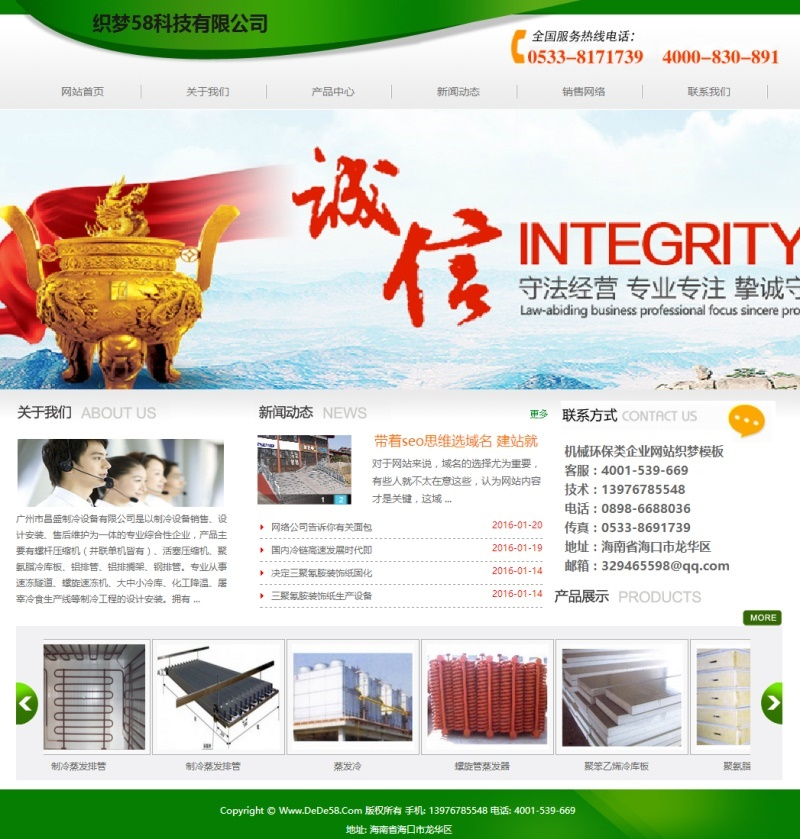 织梦58科技有限公司
全国服务热线电话：
0533-8171739 4000-830-891
网站首页 关于我们 产品中心 新闻动态 销售网络 联系我们
诚信
INTEGRITY
守法经营 专业专注 挚诚守
Law-abiding business professional focus sincere pro
关于我们 ABOUT US
广州市昌盛制冷设备有限公司是以制冷设备销售、设
计安装、售后维护为一体的专业综合性企业，产品主
要有螺杆压缩机（并联单机皆有）、活塞压缩机、聚
氨脂冷库板、铝排管、铝排搁架、钢排管。专业从事
速冻隧道、螺旋速冻机、大中小冷库、化工降温、屠
宰冷食生产线等制冷工程的设计安装。拥有 ...
新闻动态 NEWS 更多
1 2
带着seo思维选域名 建站就
对于网站来说，域名的选择尤为重要，
有些人就不太在意这些，认为网站内容
才是关键，这域 ...
网络公司告诉你有关面包 2016-01-20
国内冷链高速发展时代即 2016-01-19
决定三聚氰胺装饰纸固化 2016-01-14
三聚氰胺装饰纸生产设备 2016-01-14
联系方式 CONTACT US
机械环保类企业网站织梦模板
客服：4001-539-669
技术：13976785548
电话：0898-6688036
传真：0533-8691739
地址：海南省海口市龙华区
邮箱：329465598@qq.com
产品展示 PRODUCTS
MORE
制冷蒸发排管 制冷蒸发排管 蒸发冷 螺旋管蒸发器 聚苯乙烯冷库板 聚氨脂
Copyright © Www.DeDe58.Com 版权所有 手机: 13976785548 电话: 4001-539-669
地址: 海南省海口市龙华区